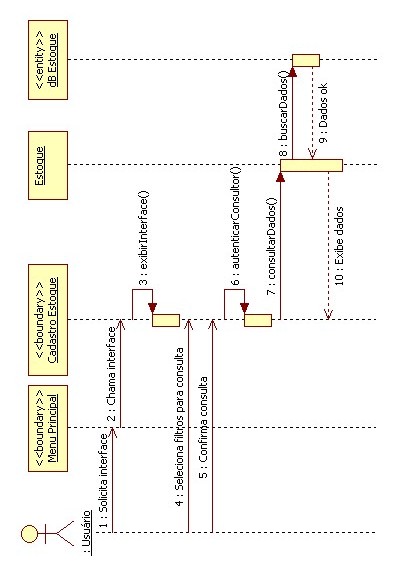 : Usuário
<<boundary>>
Menu Principal
<<boundary>>
Cadastro Estoque
Estoque
<<entity>>
dB Estoque
1 : Solicita interface
2 : Chama interface
3 : exibirInterface()
4 : Seleciona filtros para consulta
5 : Confirma consulta
6 : autenticarConsultor()
7 : consultarDados()
8 : buscarDados()
9 : Dados ok
10 : Exibe dados